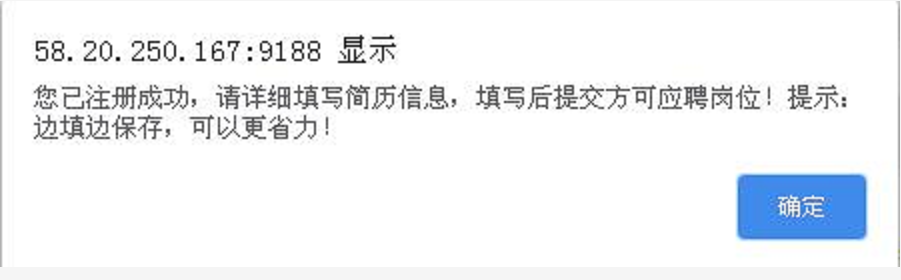 58.20.250.167:9188 显示
您已注册成功，请详细填写简历信息，填写后提交方可应聘岗位！提示：
边填边保存，可以更省力！
确定